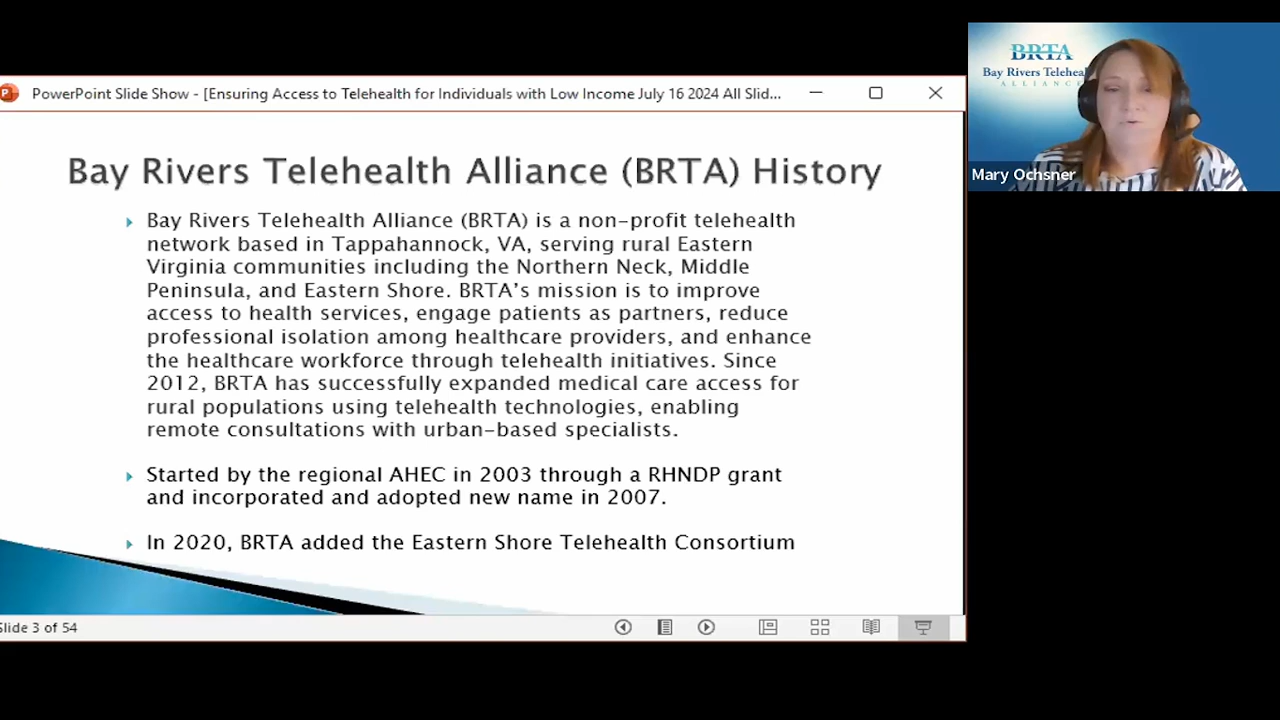 PowerPoint Slide Show - [Ensuring Access to Telehealth for Individuals with Low Income July 16 2024 All Slid...
Bay Rivers Telehealth Alliance (BRTA) History
Bay Rivers Telehealth Alliance (BRTA) is a non-profit telehealth
network based in Tappahannock, VA, serving rural Eastern
Virginia communities including the Northern Neck, Middle
Peninsula, and Eastern Shore. BRTA's mission is to improve
access to health services, engage patients as partners, reduce
professional isolation among healthcare providers, and enhance
the healthcare workforce through telehealth initiatives. Since
2012, BRTA has successfully expanded medical care access for
rural populations using telehealth technologies, enabling
remote consultations with urban-based specialists.
Started by the regional AHEC in 2003 through a RHNDP grant
and incorporated and adopted new name in 2007.
In 2020, BRTA added the Eastern Shore Telehealth Consortium
Slide 3 of 54
BRTA
Bay Rivers Teleheal
ALLIANC
Mary Ochsner